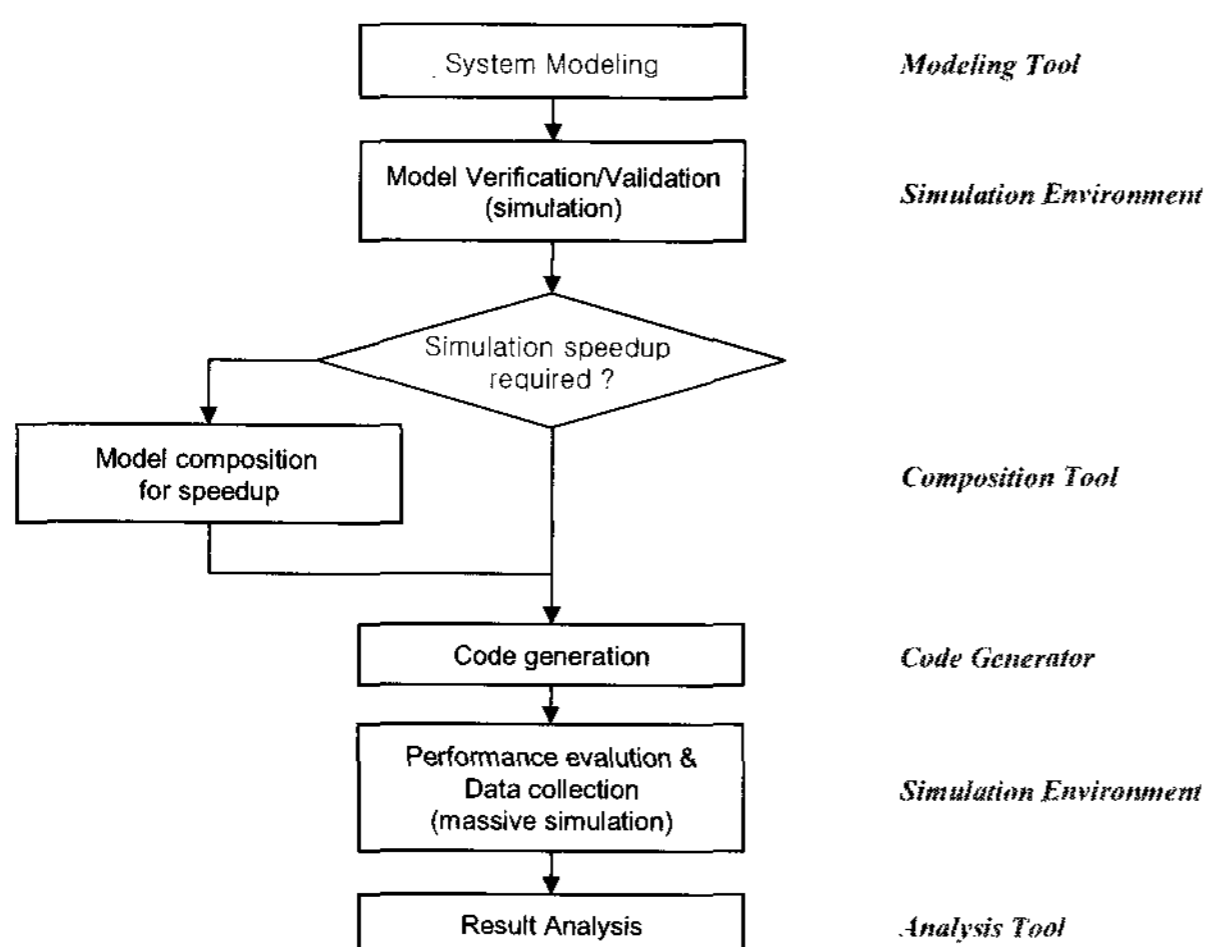 System Modeling
Modeling Tool
Model Verification/Validation
(simulation)
Simulation Environment
Simulation speedup
required ?
Model composition
for speedup
Composition Tool
Code generation
Code Generator
Performance evalution &
Data collection
(massive simulation)
Simulation Environment
Result Analysis
Analysis Tool